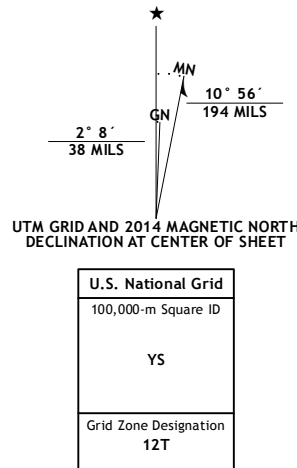 MN
GN
10° 56´
194 MILS
2° 8´
38 MILS
UTM GRID AND 2014 MAGNETIC NORTH
DECLINATION AT CENTER OF SHEET
U.S. National Grid
100,000-m Square ID
YS
Grid Zone Designation
12T